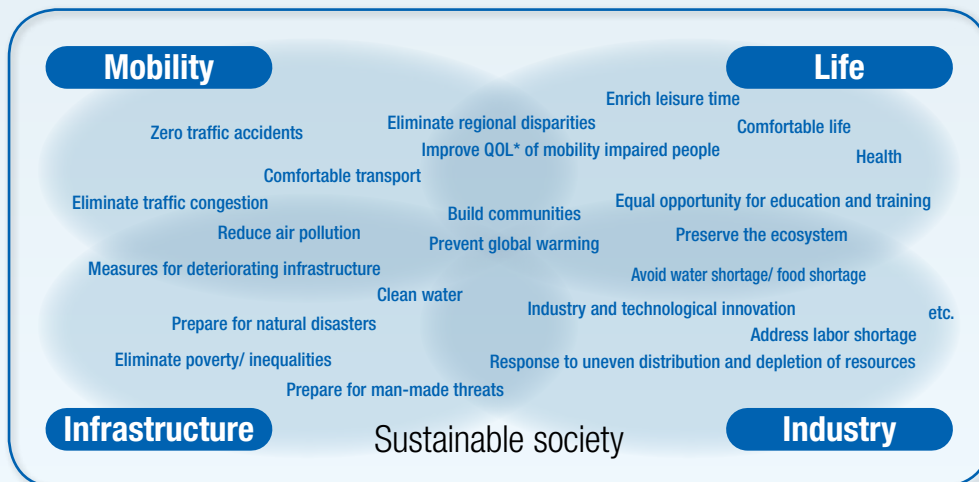 Mobility
Life
Enrich leisure time
Zero traffic accidents
Eliminate regional disparities
Comfortable life
Improve QOL* of mobility impaired people
Health
Comfortable transport
Eliminate traffic congestion
Equal opportunity for education and training
Build communities
Reduce air pollution
Prevent global warming
Preserve the ecosystem
Measures for deteriorating infrastructure
Avoid water shortage/ food shortage
Clean water
Industry and technological innovation
etc.
Prepare for natural disasters
Address labor shortage
Eliminate poverty/ inequalities
Response to uneven distribution and depletion of resources
Prepare for man-made threats
Infrastructure
Sustainable society
Industry